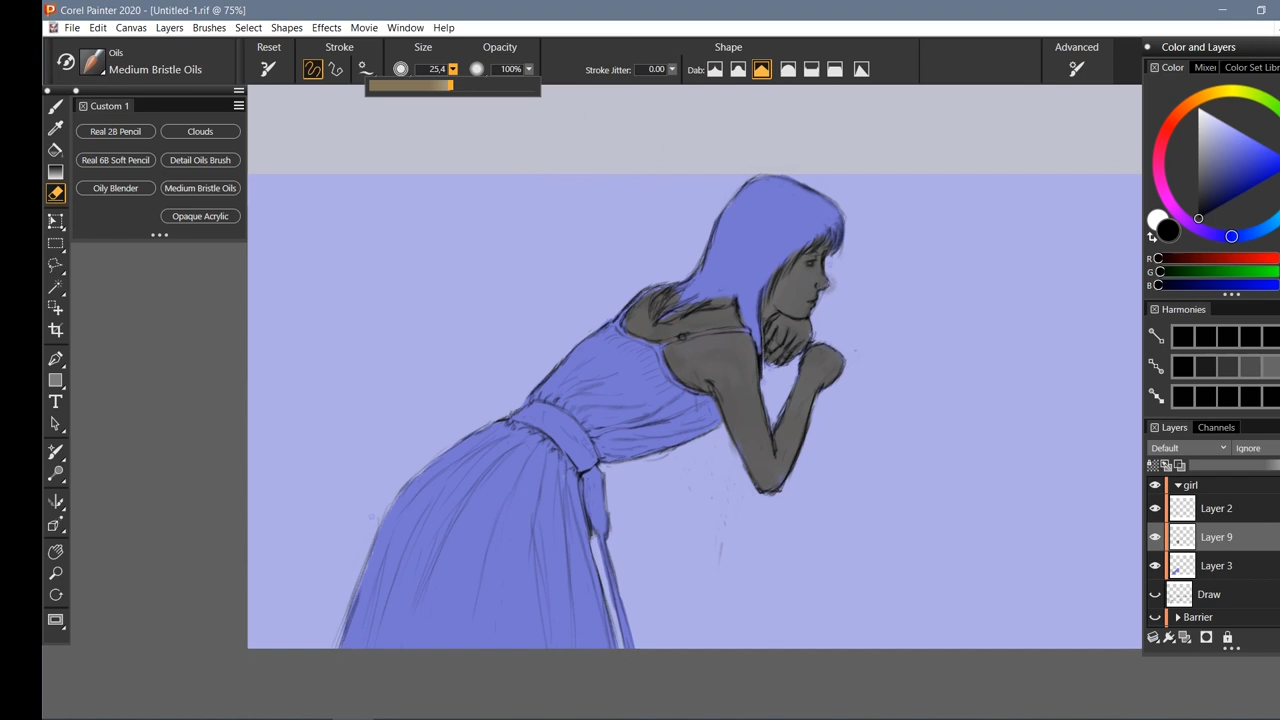 Corel Painter 2020 - [Untitled-1.rif @ 75%]
File Edit Canvas Layers Brushes Select Shapes Effects Movie Window Help
Oils
Medium Bristle Oils
Reset
Stroke
Size
25,4
Opacity
100%
Shape
Stroke Jitter: 0.00
Dab:
Advanced
Custom 1
Real 2B Pencil
Clouds
Real 6B Soft Pencil
Detail Oils Brush
Oily Blender
Medium Bristle Oils
Opaque Acrylic
T
Color and Layers
Color Mixe Color Set Libr
R
G
B
Harmonies
Layers Channels
Default Ignore
girl
Layer 2
Layer 9
Layer 3
Draw
Barrier